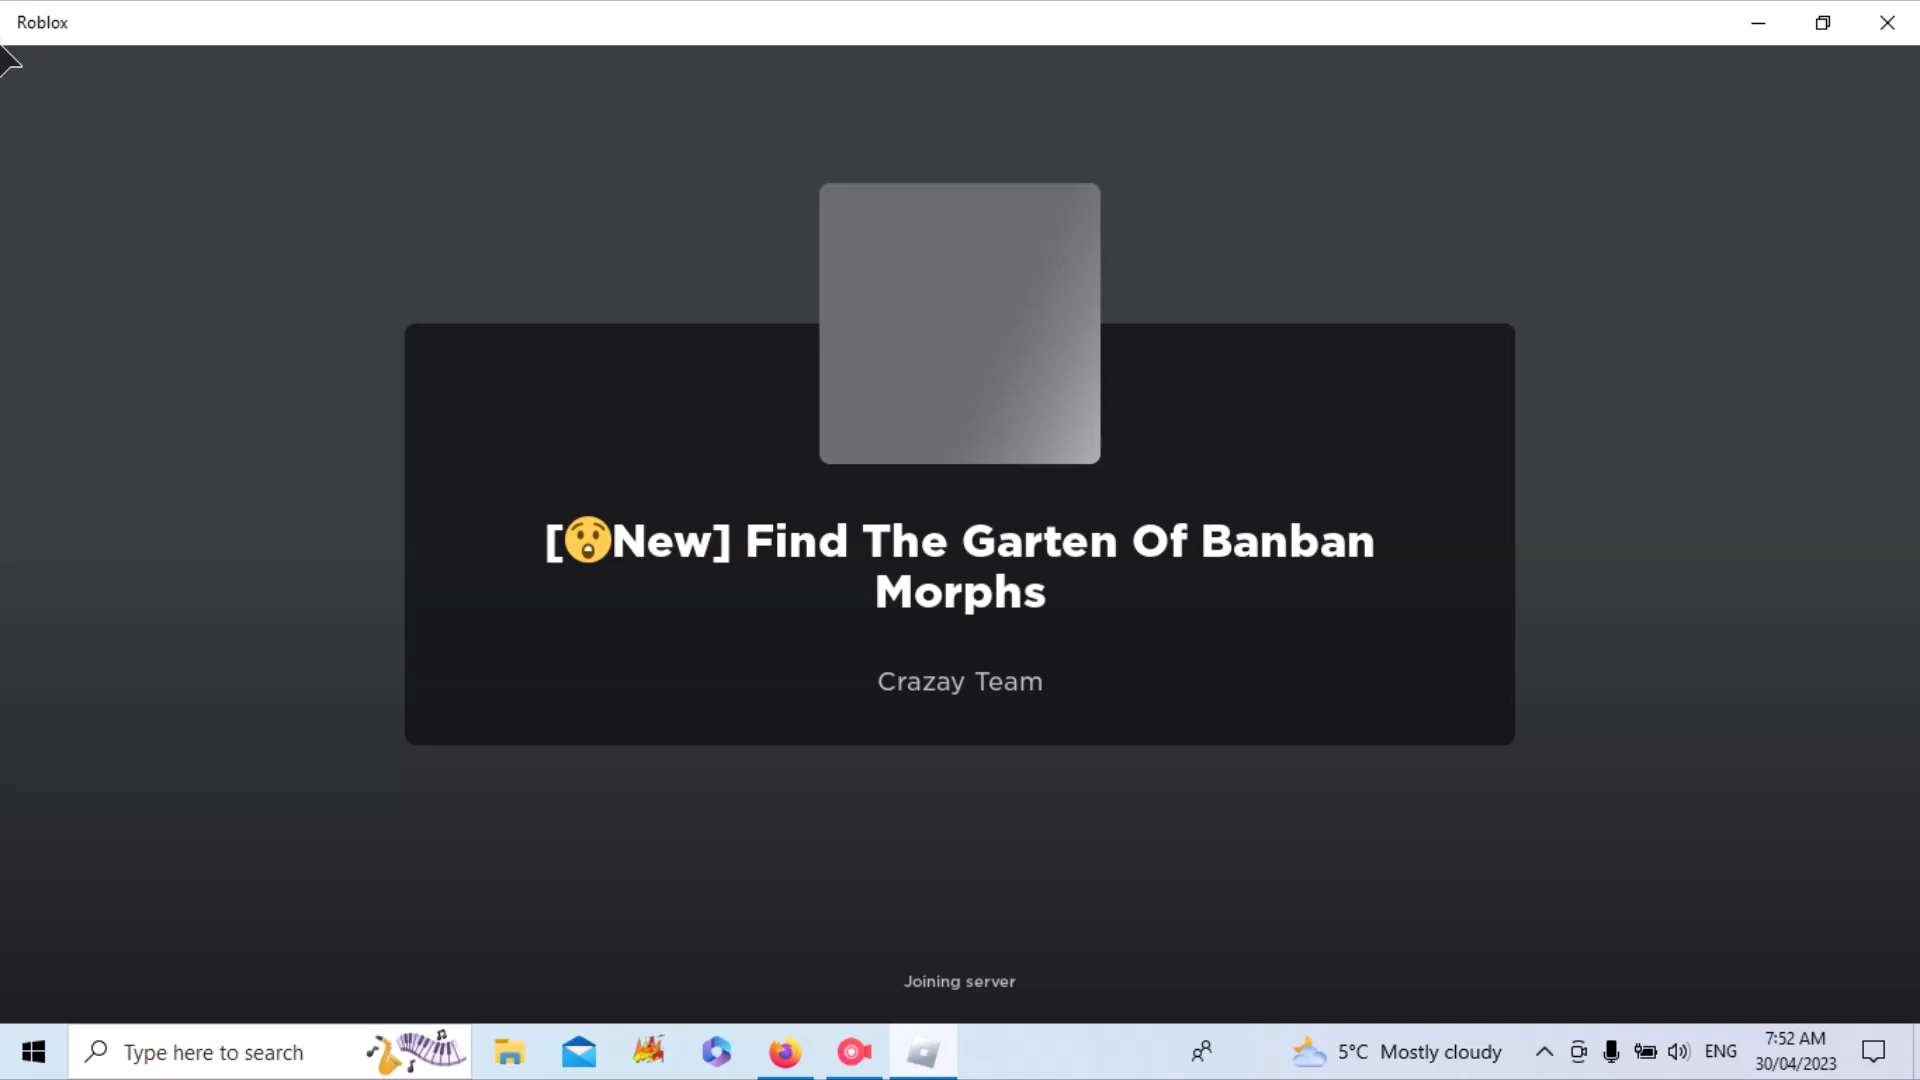 Roblox
[😲New] Find The Garten Of Banban
Morphs
Crazay Team
Joining server
Type here to search
5°C Mostly cloudy
ENG
7:52 AM
30/04/2023